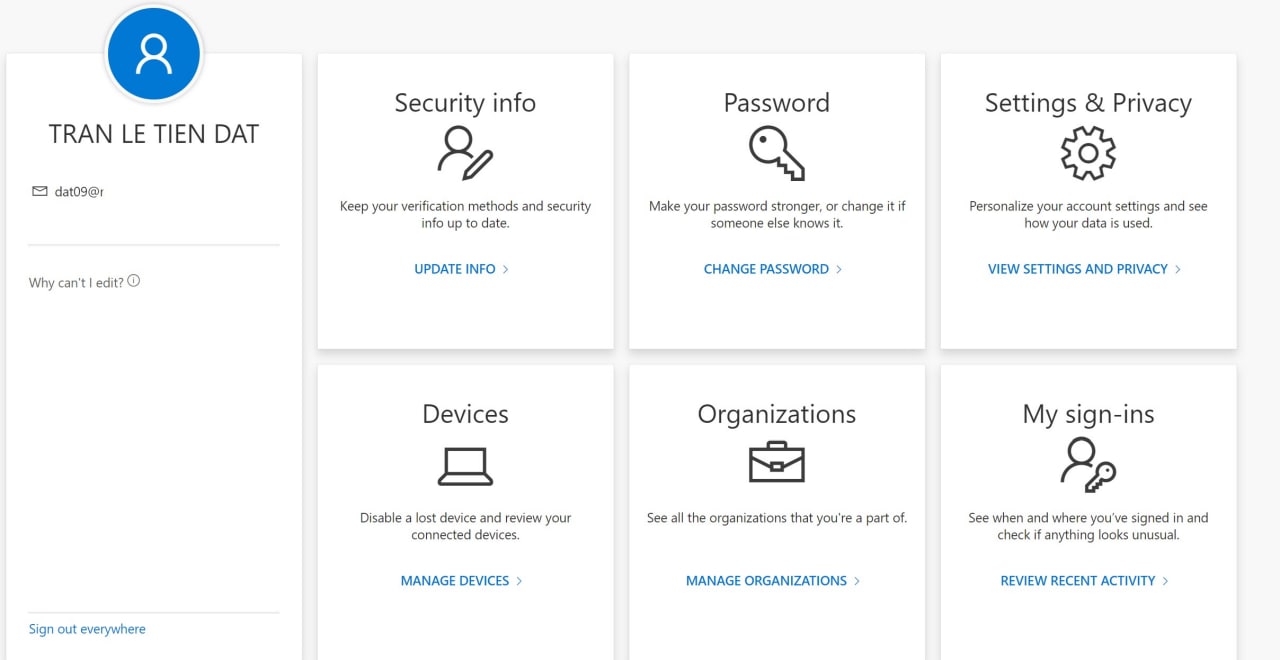 TRAN LE TIEN DAT
dat09@r
Why can't I edit?
Sign out everywhere
Security info
Keep your verification methods and security
info up to date.
UPDATE INFO
Password
Make your password stronger, or change it if
someone else knows it.
CHANGE PASSWORD
Settings & Privacy
Personalize your account settings and see
how your data is used.
VIEW SETTINGS AND PRIVACY
Devices
Disable a lost device and review your
connected devices.
MANAGE DEVICES
Organizations
See all the organizations that you're a part of.
MANAGE ORGANIZATIONS
My sign-ins
See when and where you've signed in and
check if anything looks unusual.
REVIEW RECENT ACTIVITY